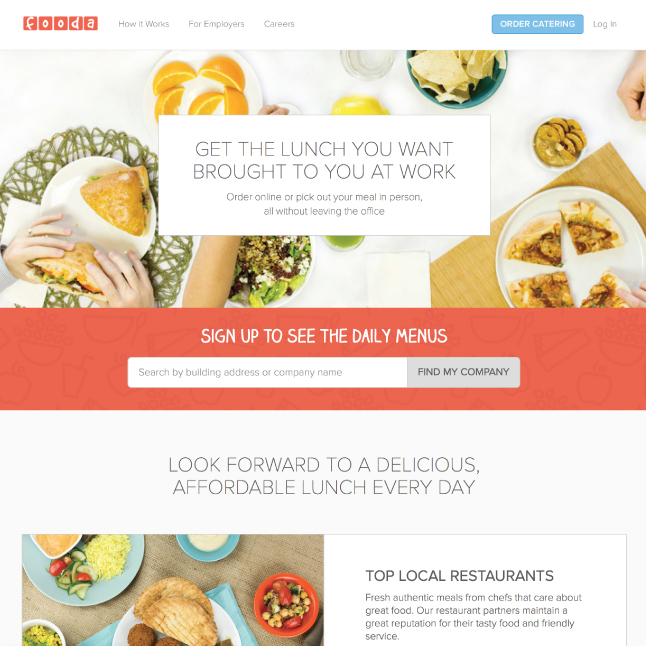 fooda
How it Works
For Employers
Careers
ORDER CATERING
Log In
GET THE LUNCH YOU WANT
BROUGHT TO YOU AT WORK
Order online or pick out your meal in person,
all without leaving the office
SIGN UP TO SEE THE DAILY MENUS
Search by building address or company name
FIND MY COMPANY
LOOK FORWARD TO A DELICIOUS,
AFFORDABLE LUNCH EVERY DAY
TOP LOCAL RESTAURANTS
Fresh authentic meals from chefs that care about
great food. Our restaurant partners maintain a
great reputation for their tasty food and friendly
service.